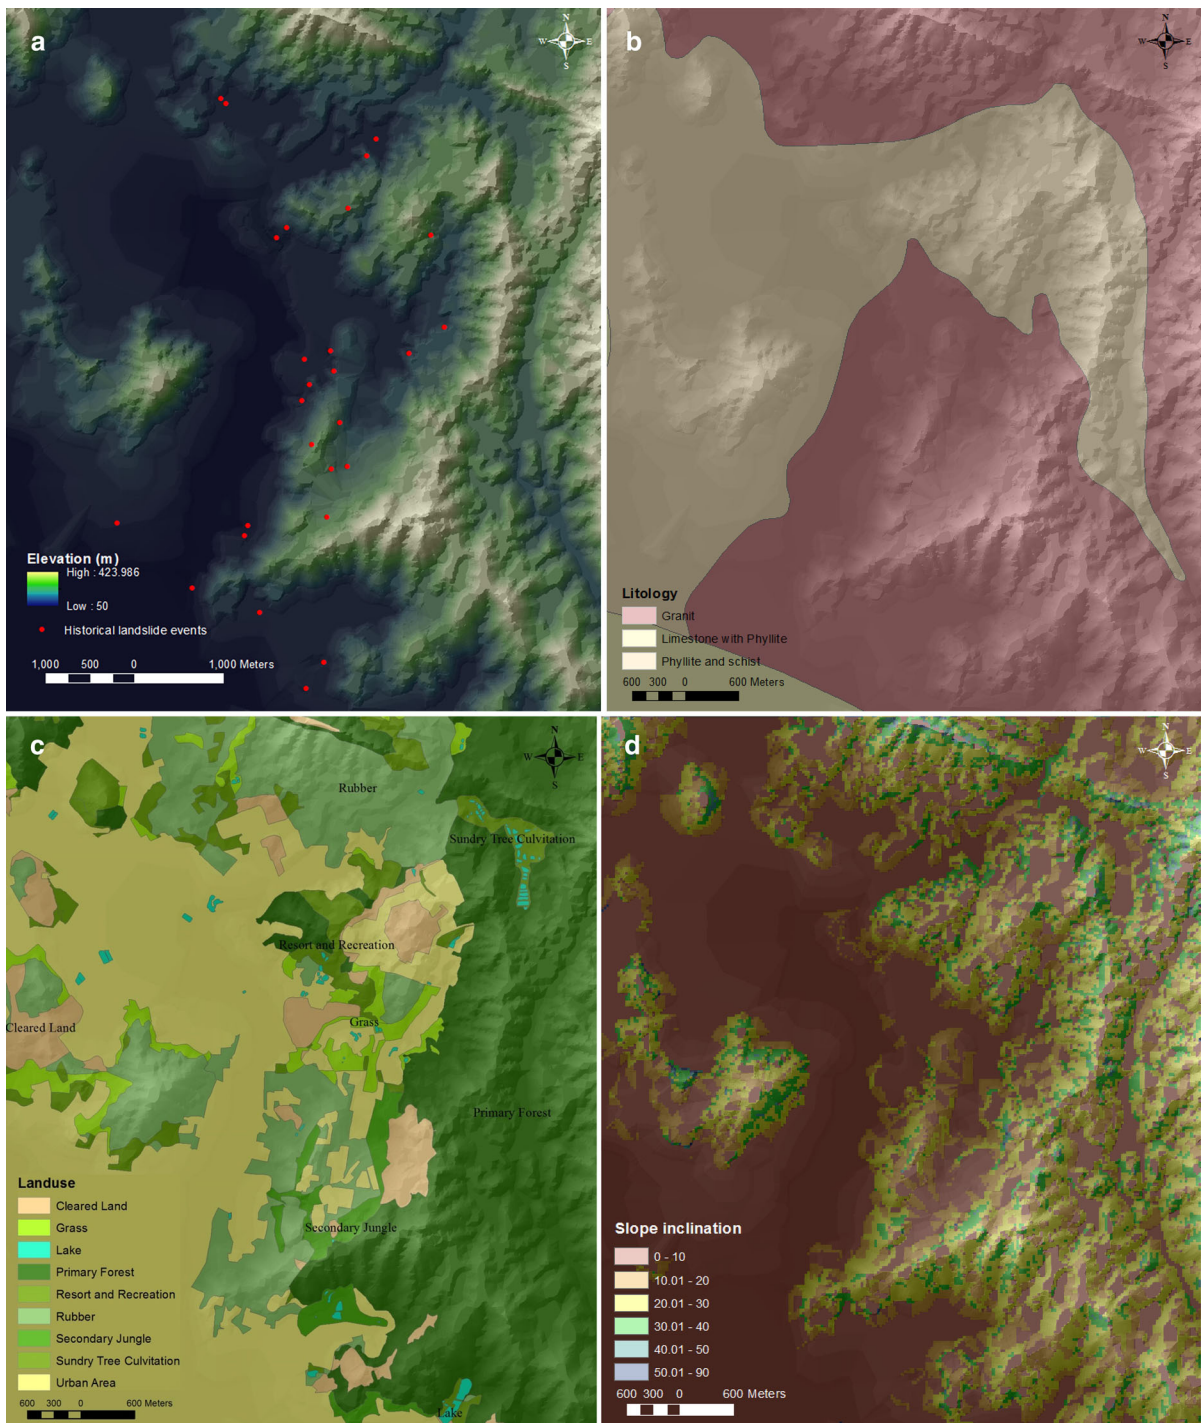 a
N
W E
S
Elevation (m)
High : 423.986
Low : 50
Historical landslide events
1,000 500 0 1,000 Meters
b
N
W E
S
Litology
Granit
Limestone with Phyllite
Phyllite and schist
600 300 0 600 Meters
c
N
W E
S
Rubber
Sundry Tree Culvitation
Resort and Recreation
Cleared Land
Grass
Primary Forest
Secondary Jungle
Lake
Landuse
Cleared Land
Grass
Lake
Primary Forest
Resort and Recreation
Rubber
Secondary Jungle
Sundry Tree Culvitation
Urban Area
600 300 0 600 Meters
d
N
W E
S
Slope inclination
0 - 10
10.01 - 20
20.01 - 30
30.01 - 40
40.01 - 50
50.01 - 90
600 300 0 600 Meters